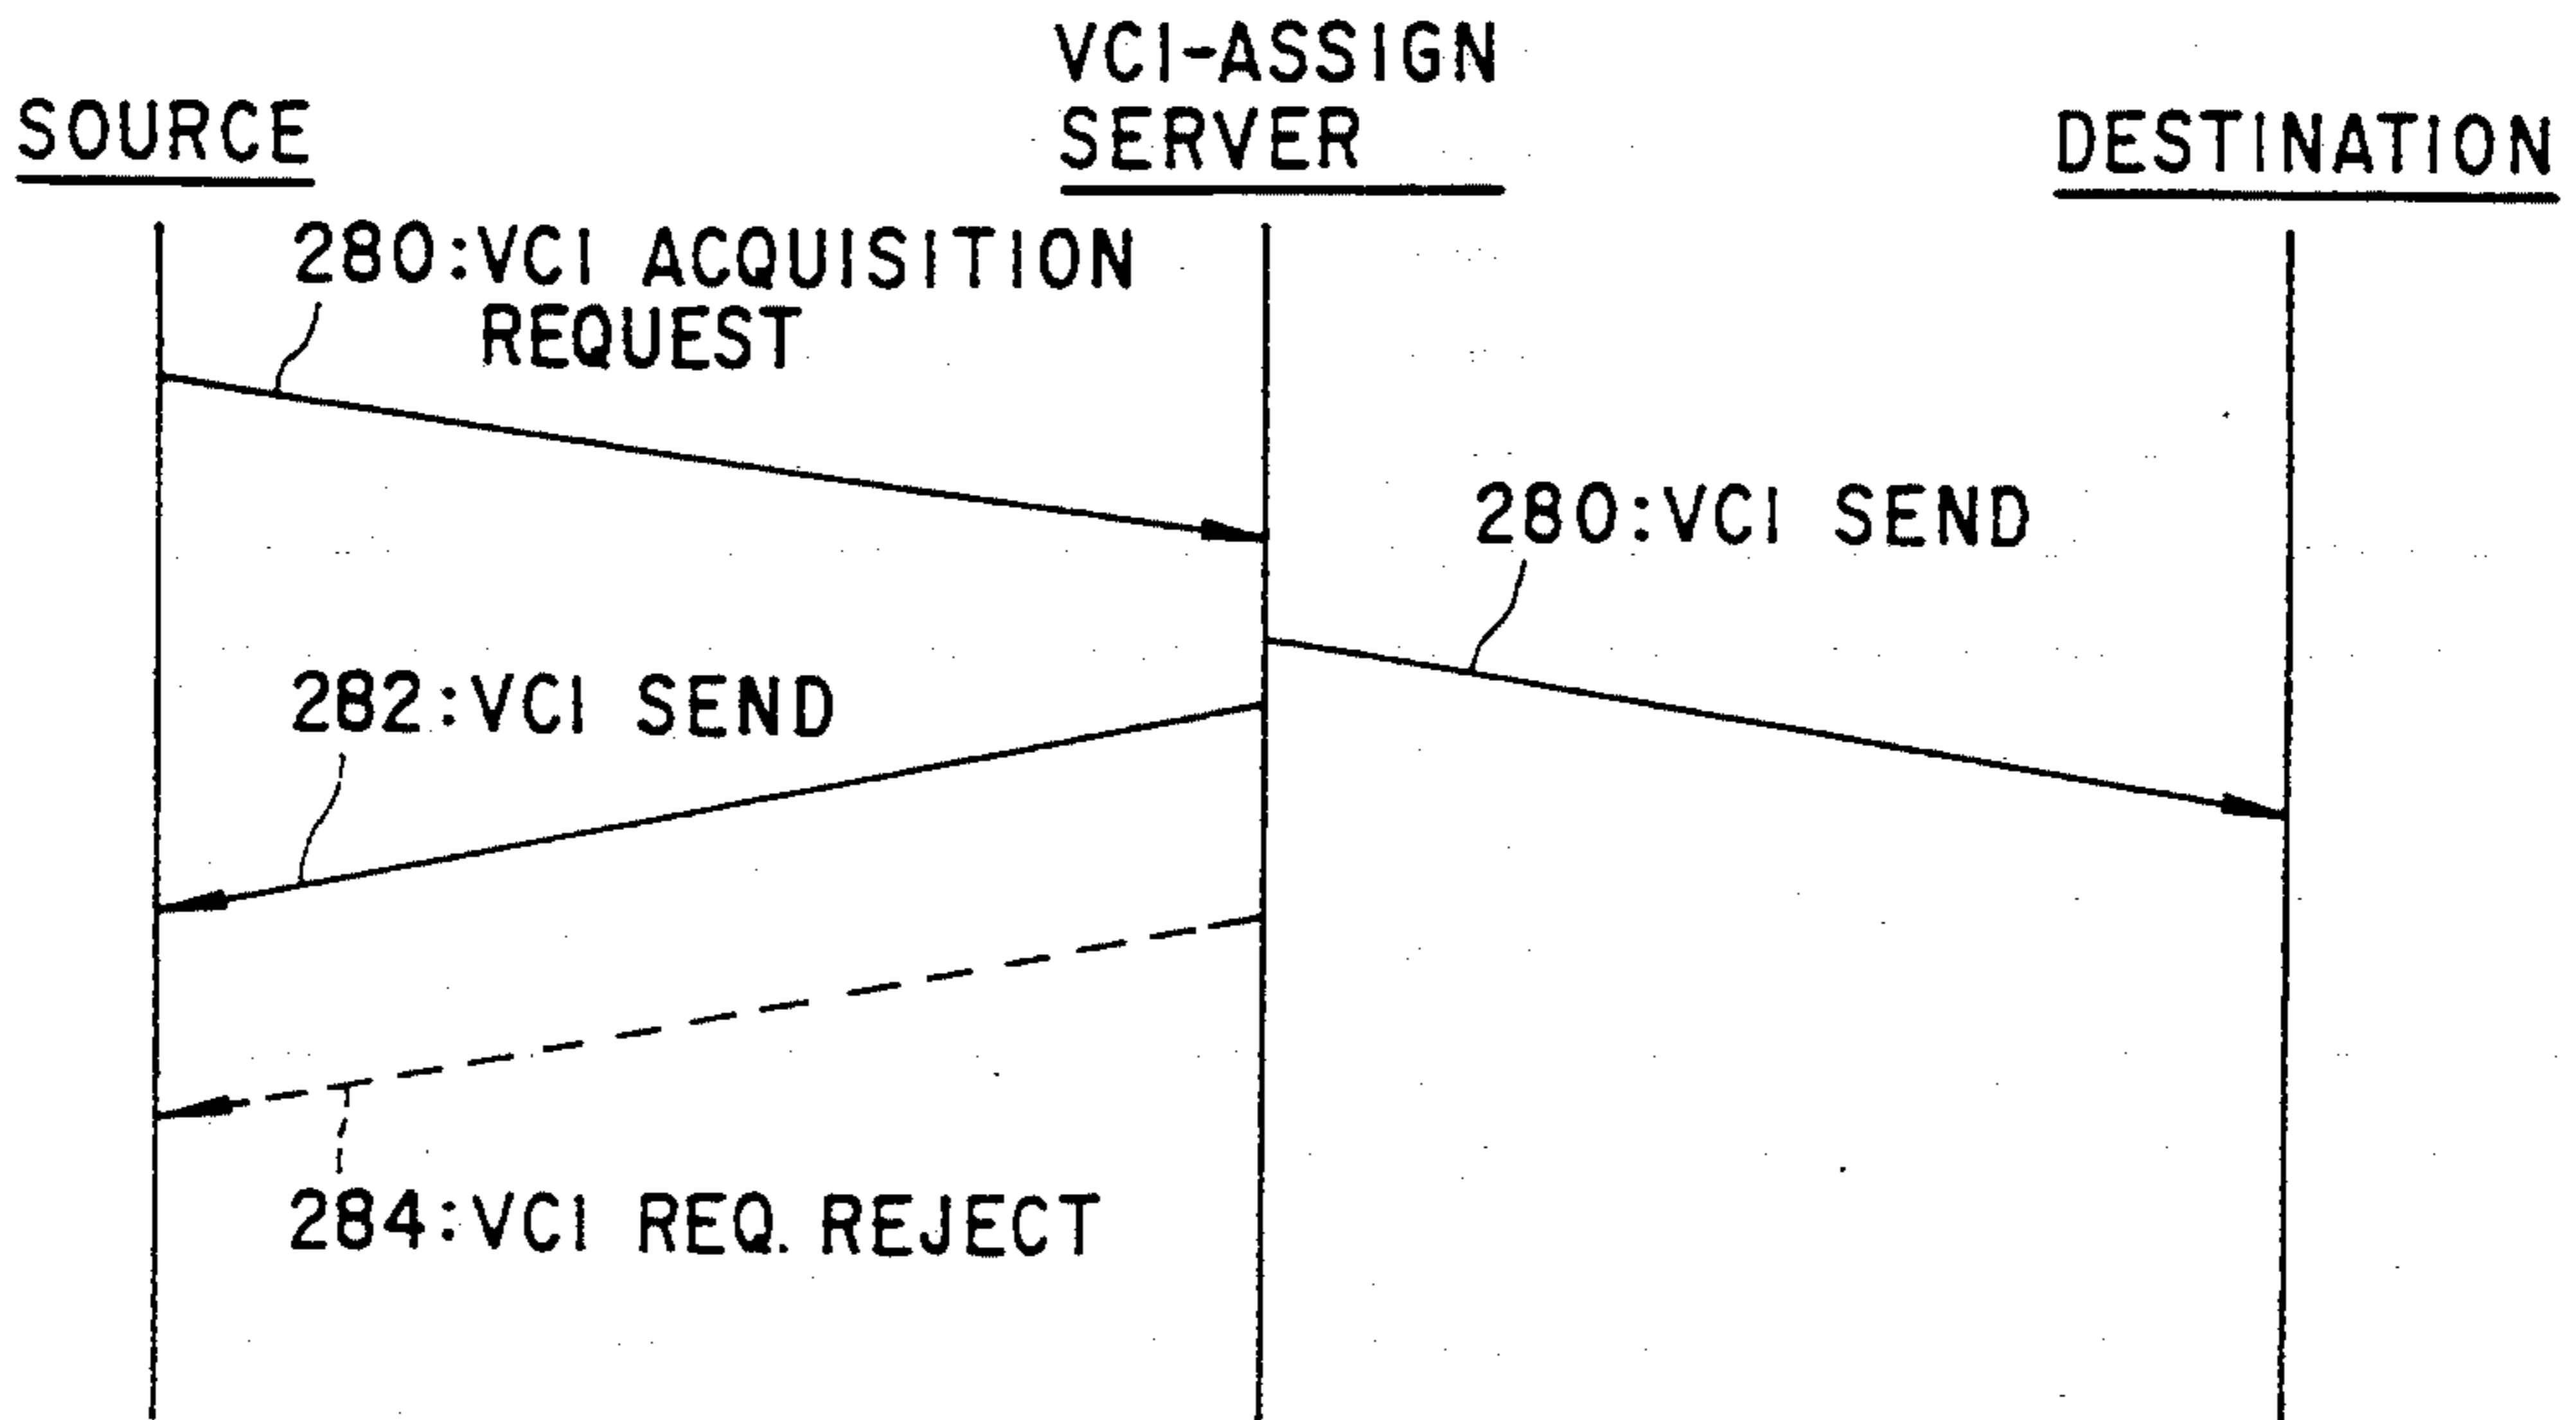 SOURCE
VCI-ASSIGN
SERVER
DESTINATION
280:VCI ACQUISITION
REQUEST
280:VCI SEND
282:VCI SEND
284:VCI REQ. REJECT